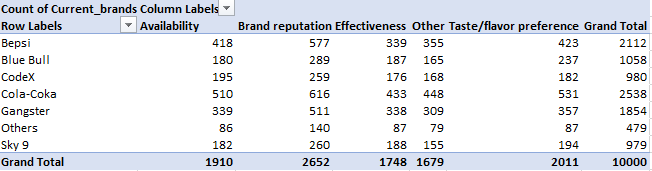 Count of Current_brands Column Labels
Row Labels Availability Brand reputation Effectiveness Other Taste/flavor preference Grand Total
Bepsi 418 577 339 355 423 2112
Blue Bull 180 289 187 165 237 1058
CodeX 195 259 176 168 182 980
Cola-Coka 510 616 433 448 531 2538
Gangster 339 511 338 309 357 1854
Others 86 140 87 79 87 479
Sky 9 182 260 188 155 194 979
Grand Total 1910 2652 1748 1679 2011 10000